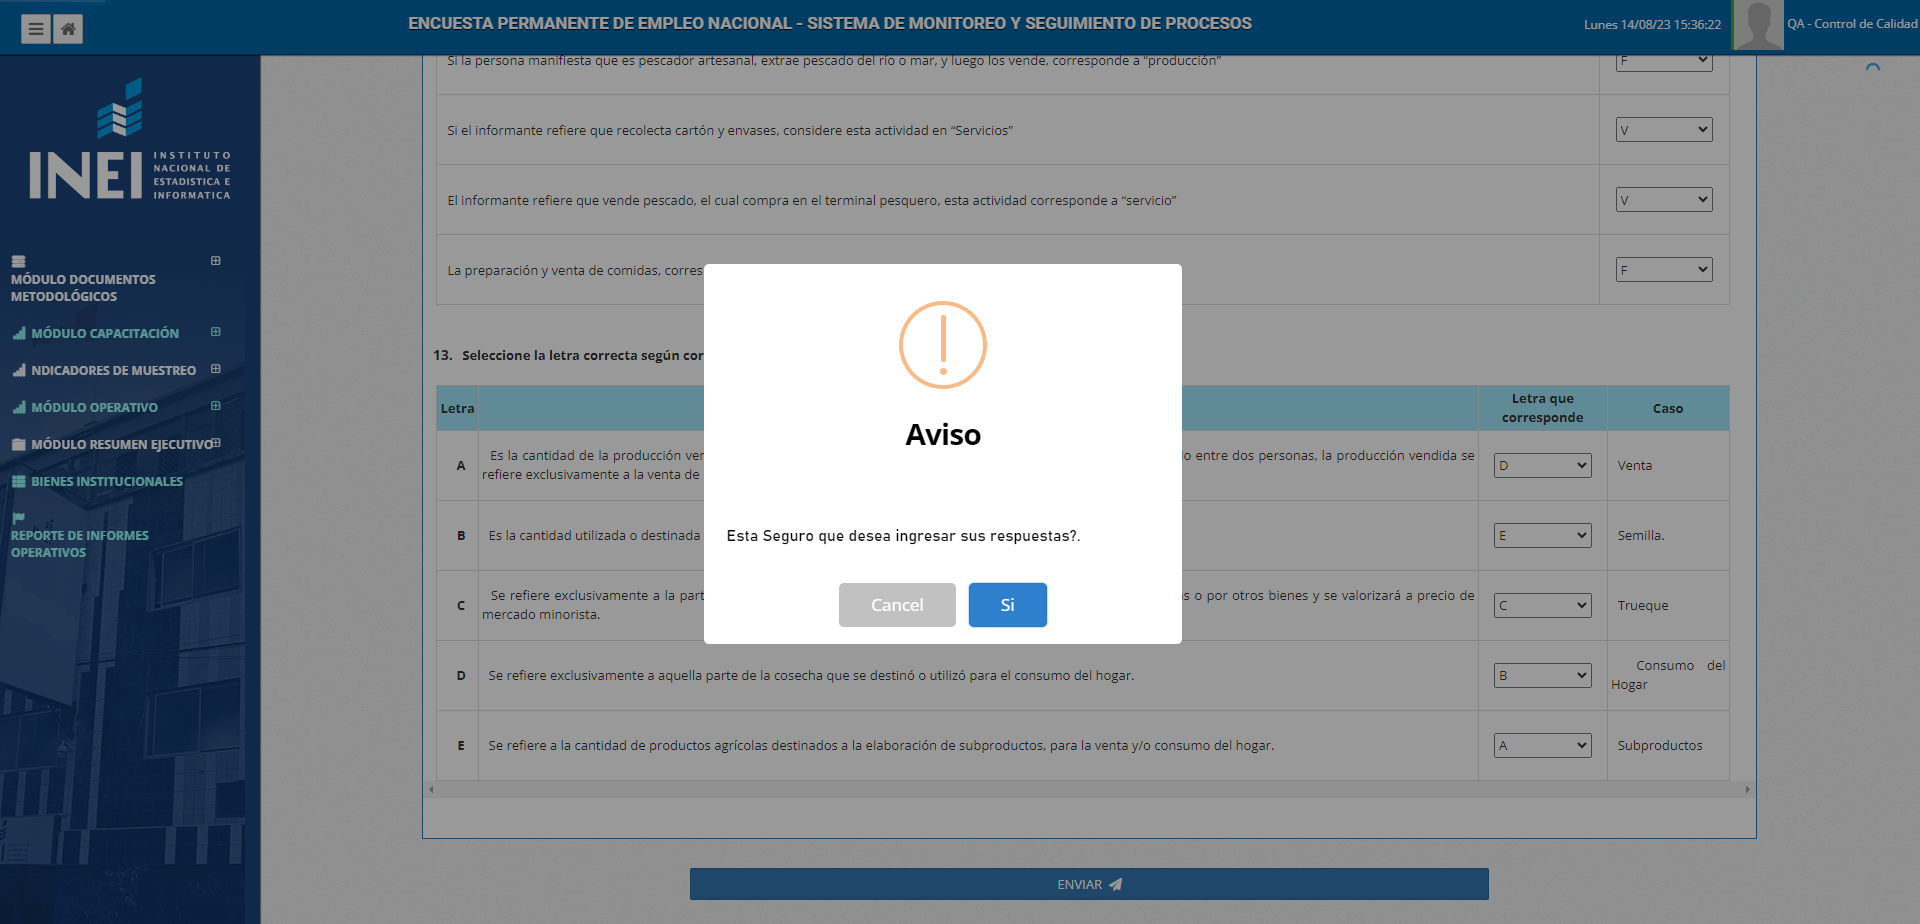 ENCUESTA PERMANENTE DE EMPLEO NACIONAL - SISTEMA DE MONITOREO Y SEGUIMIENTO DE PROCESOS
Lunes 14/08/23 15:36:22
QA - Control de Calidad
INEI
INSTITUTO
NACIONAL DE
ESTADISTICA E
INFORMATICA
MÓDULO DOCUMENTOS
METODOLÓGICOS
MÓDULO CAPACITACIÓN
NDICADORES DE MUESTREO
MÓDULO OPERATIVO
MÓDULO RESUMEN EJECUTIVO
BIENES INSTITUCIONALES
REPORTE DE INFORMES
OPERATIVOS
Si la persona manifiesta que es pescador artesanal, extrae pescado del río o mar, y luego los vende, corresponde a “producción”
F
Si el informante refiere que recolecta cartón y envases, considere esta actividad en “Servicios”
V
El informante refiere que vende pescado, el cual compra en el terminal pesquero, esta actividad corresponde a “servicio”
V
La preparación y venta de comidas, corres
F
13. Seleccione la letra correcta según cor
Letra
Letra que
corresponde
Caso
A
Es la cantidad de la producción ver
o entre dos personas, la producción vendida se
refiere exclusivamente a la venta de
D
Venta
B
Es la cantidad utilizada o destinada
E
Semilla.
C
Se refiere exclusivamente a la part
s o por otros bienes y se valorizará a precio de
mercado minorista.
C
Trueque
D
Se refiere exclusivamente a aquella parte de la cosecha que se destinó o utilizó para el consumo del hogar.
B
Consumo del
Hogar
E
Se refiere a la cantidad de productos agrícolas destinados a la elaboración de subproductos, para la venta y/o consumo del hogar.
A
Subproductos
Aviso
Esta Seguro que desea ingresar sus respuestas?.
Cancel
Si
ENVIAR